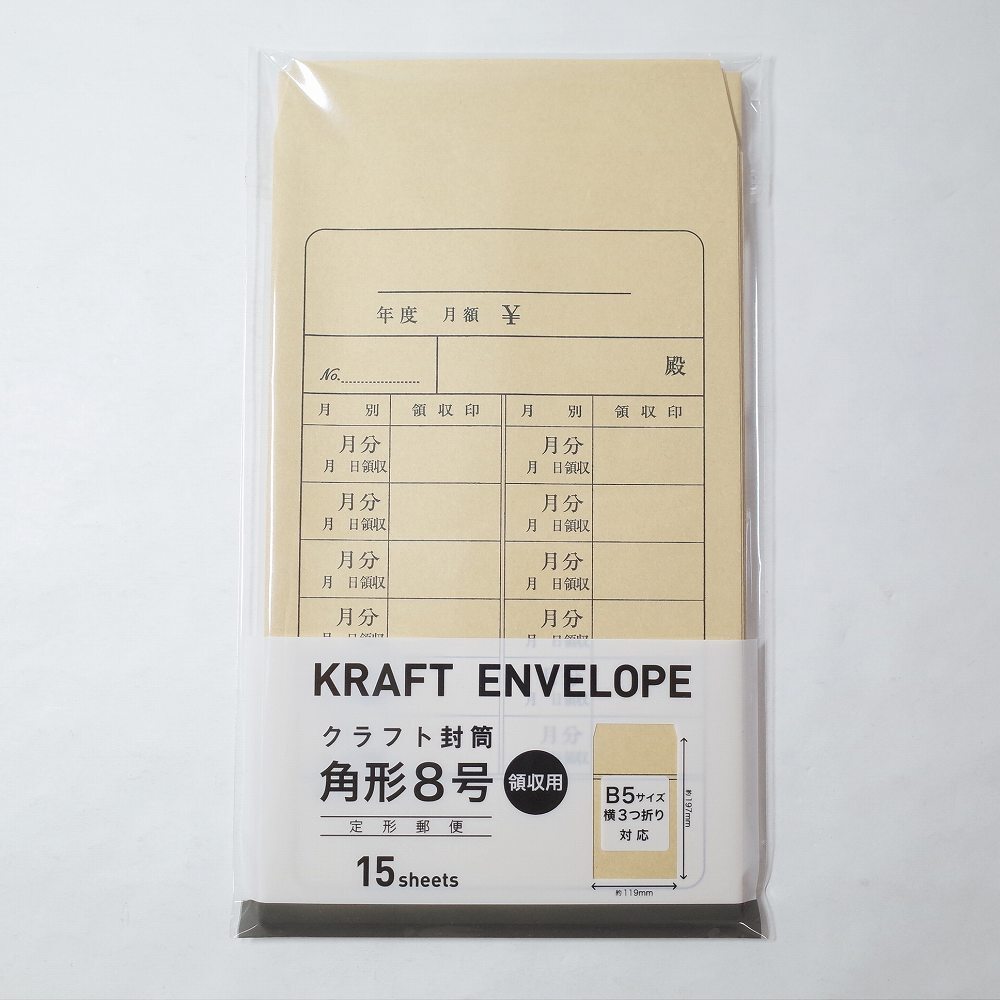 年度 月額 ¥
No. 殿
月別 領収印 月別 領収印
月分 月分
月 日領収 月 日領収
月分 月分
月 日領収 月 日領収
月分 月分
月 日領収 月 日領収
月分 月分
KRAFT ENVELOPE
クラフト封筒
角形8号 領収用
定形郵便
15 sheets
月分
B5サイズ
横3つ折り
対応
約197mm
約119mm